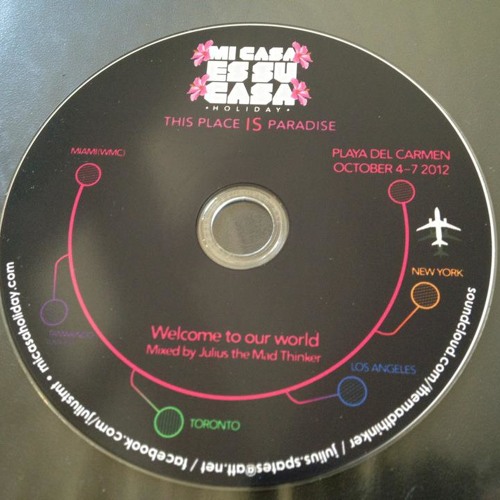 MI CASA
ES SU
CASA
• HOLIDAY •
THIS PLACE IS PARADISE
MIAMI(WMC)
PLAYA DEL CARMEN
OCTOBER 4-7 2012
NEW YORK
LOS ANGELES
TORONTO
Welcome to our world
Mixed by Julius the Mad Thinker
soundcloud.com/themadthinker / julius.spates@att.net / facebook.com/juliustmt • micasaholiday.com